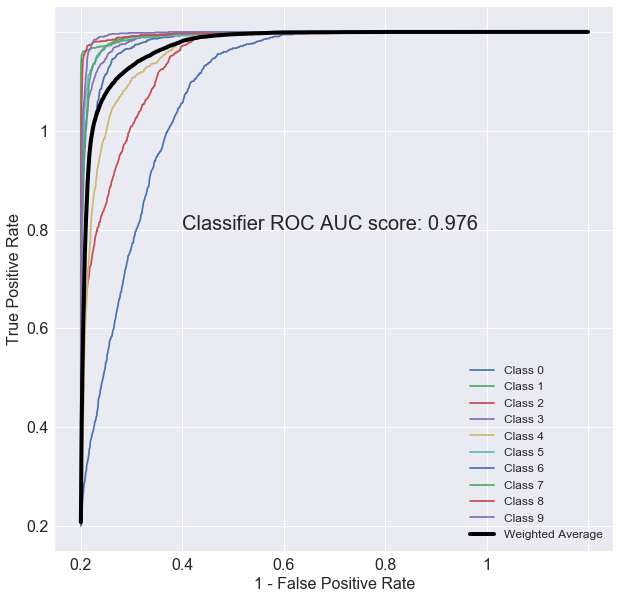 1
0.8
0.6
0.4
0.2
True Positive Rate
Classifier ROC AUC score: 0.976
Class 0
Class 1
Class 2
Class 3
Class 4
Class 5
Class 6
Class 7
Class 8
Class 9
Weighted Average
0.2 0.4 0.6 0.8 1
1 - False Positive Rate